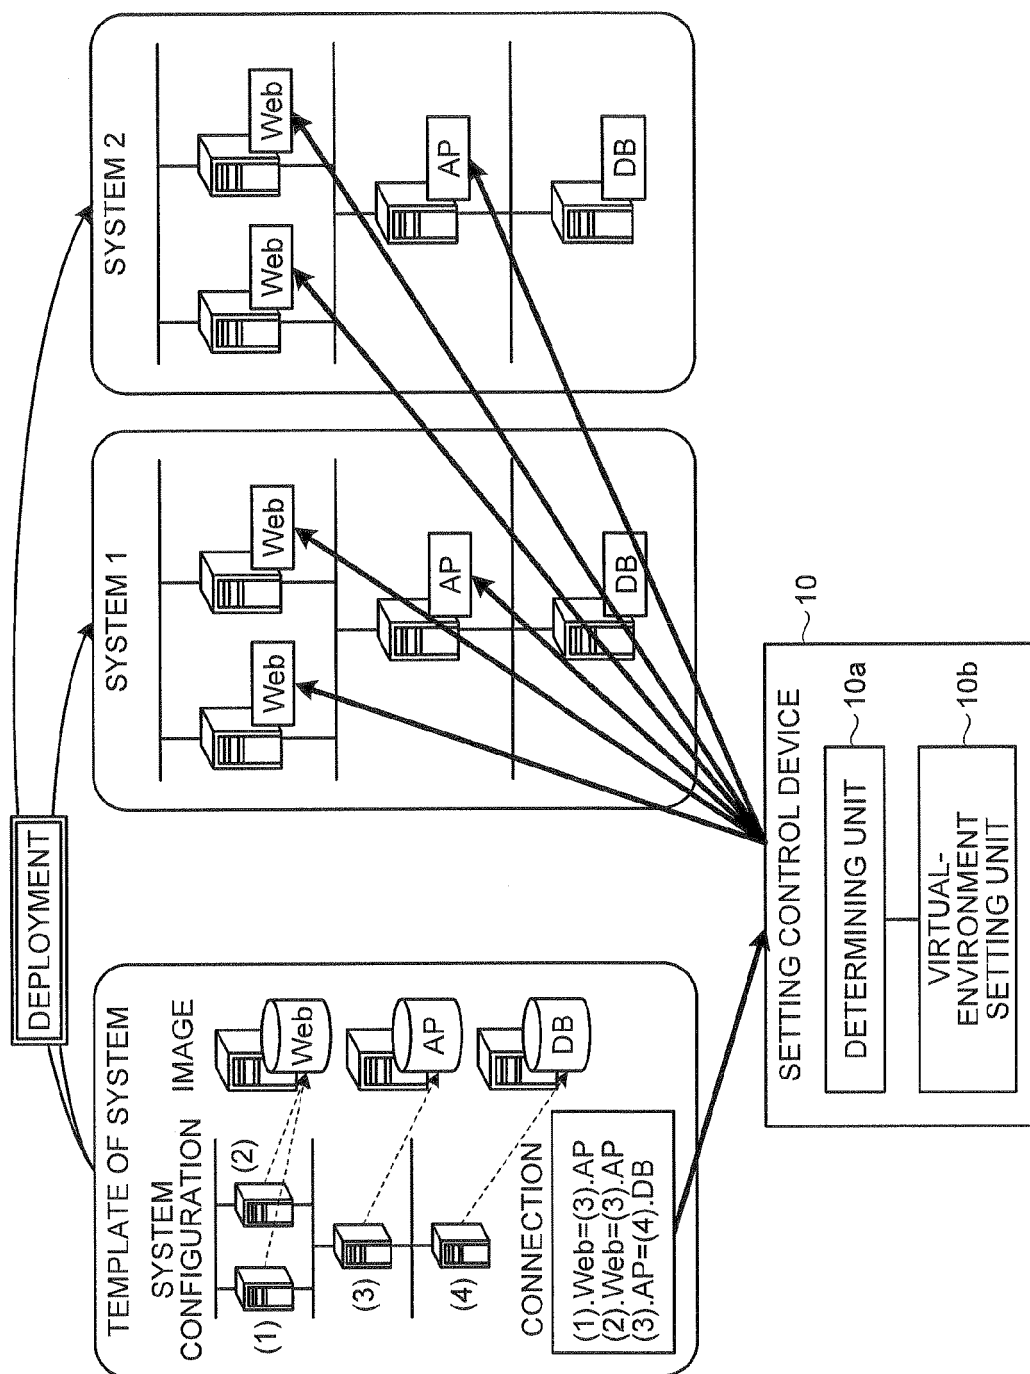 DEPLOYMENT
TEMPLATE OF SYSTEM
SYSTEM
CONFIGURATION
IMAGE
(1)
(2)
(3)
(4)
Web
AP
DB
CONNECTION
(1).Web=(3).AP
(2).Web=(3).AP
(3).AP=(4).DB
SYSTEM 1
Web
Web
AP
DB
SYSTEM 2
Web
Web
AP
DB
10
SETTING CONTROL DEVICE
10a
DETERMINING UNIT
10b
VIRTUAL-
ENVIRONMENT
SETTING UNIT